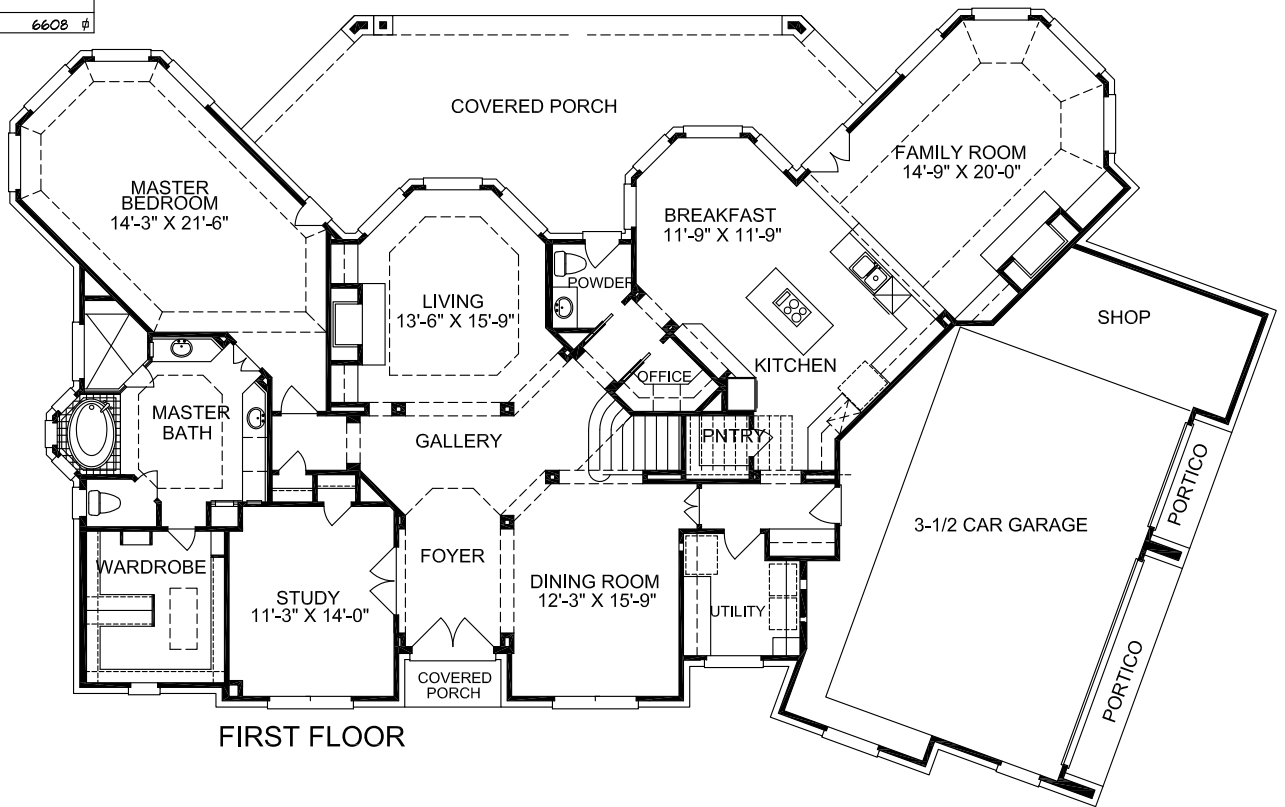 6608 ⏂
COVERED PORCH
FAMILY ROOM
14'-9" X 20'-0"
MASTER
BEDROOM
14'-3" X 21'-6"
BREAKFAST
11'-9" X 11'-9"
POWDER
LIVING
13'-6" X 15'-9"
SHOP
KITCHEN
OFFICE
MASTER
BATH
GALLERY
PNTRY
PORTICO
3-1/2 CAR GARAGE
FOYER
WARDROBE
DINING ROOM
12'-3" X 15'-9"
STUDY
11'-3" X 14'-0"
UTILITY
COVERED
PORCH
PORTICO
FIRST FLOOR